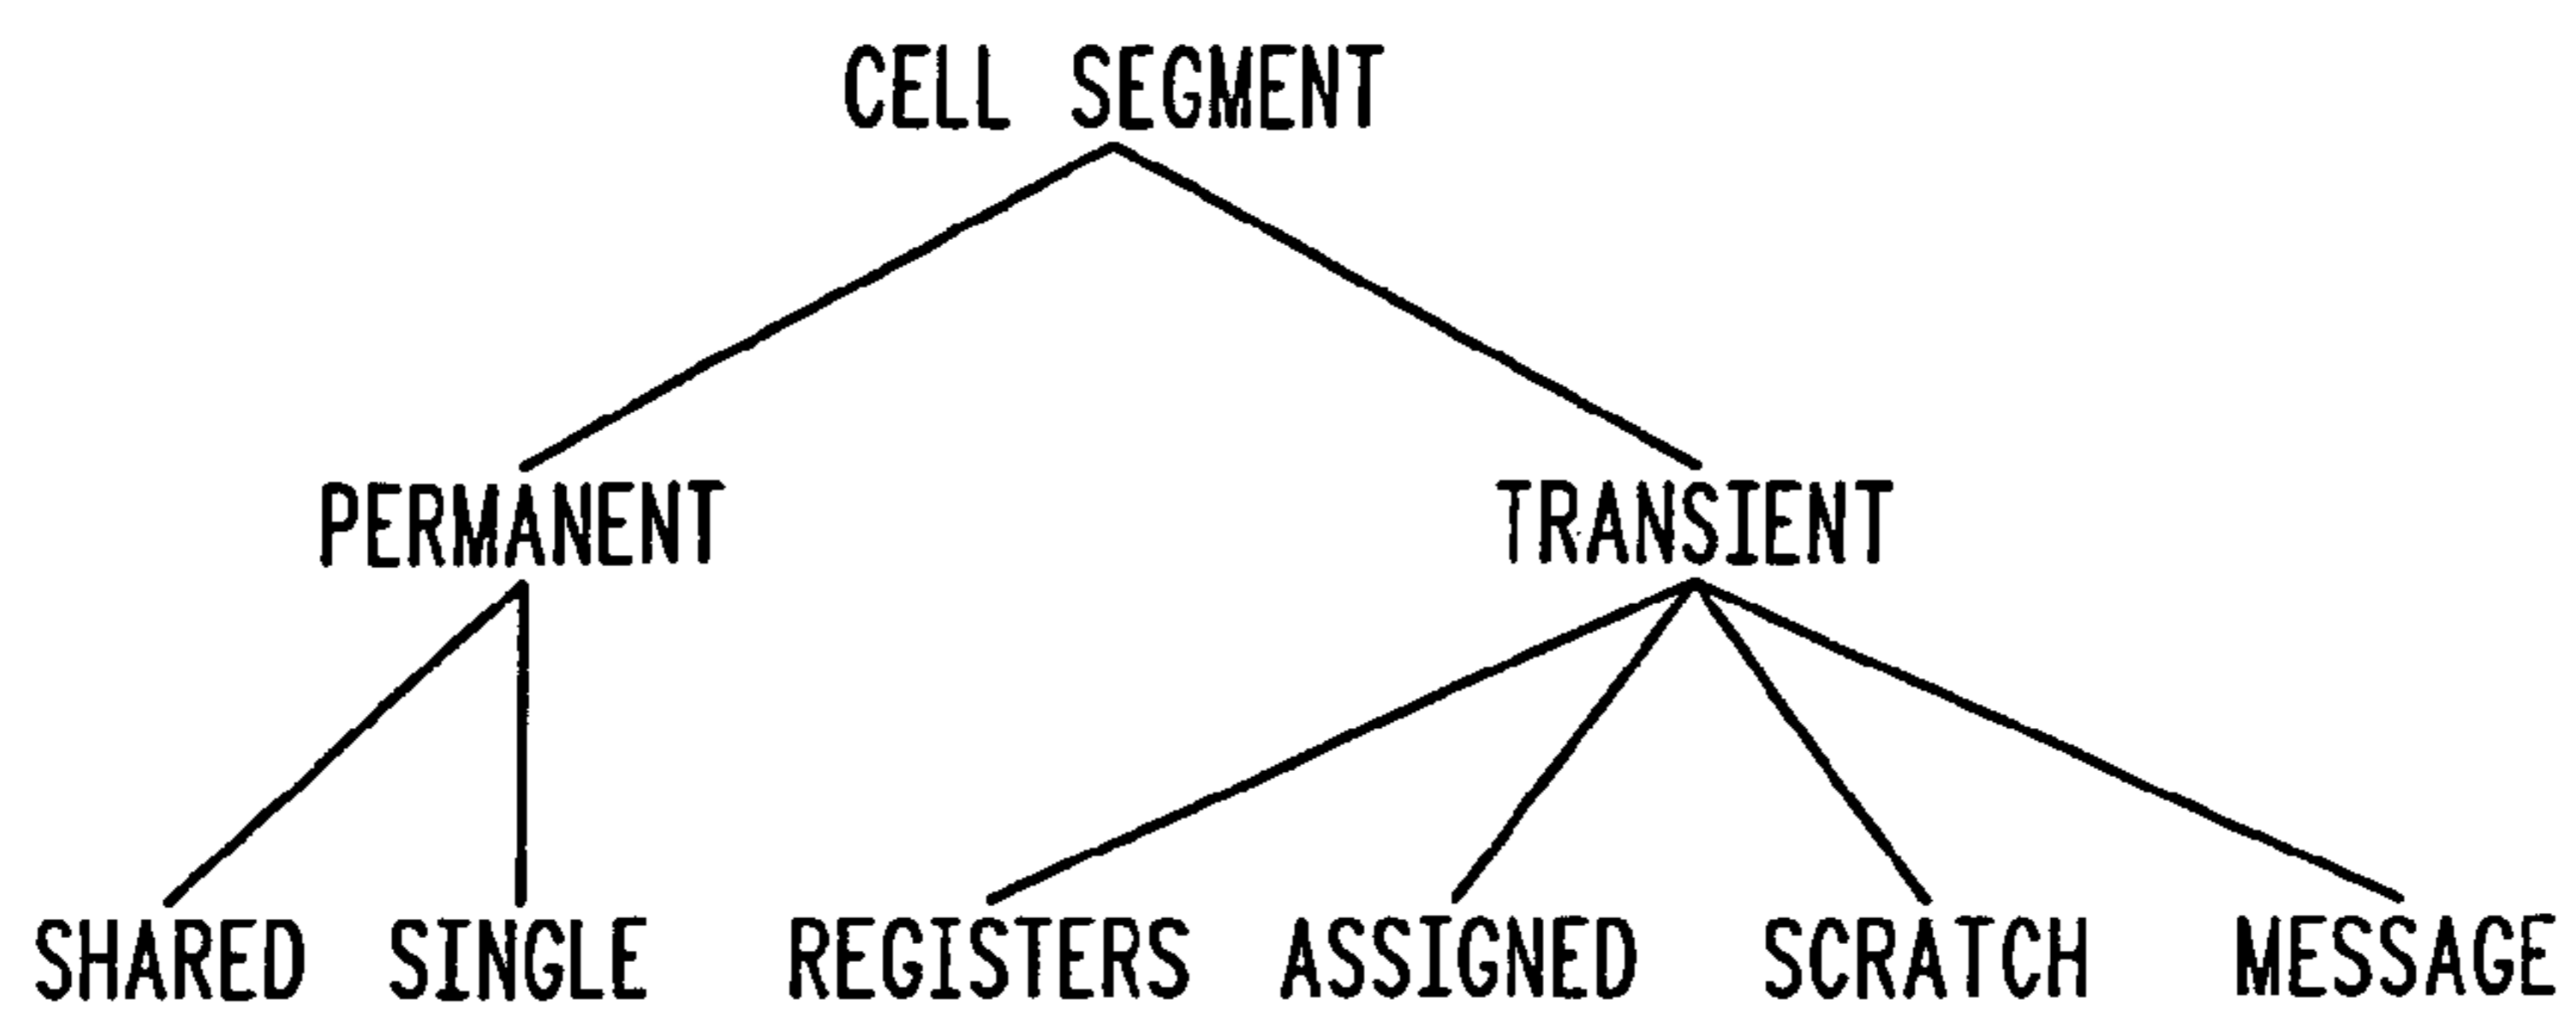 CELL SEGMENT
PERMANENT TRANSIENT
SHARED SINGLE REGISTERS ASSIGNED SCRATCH MESSAGE